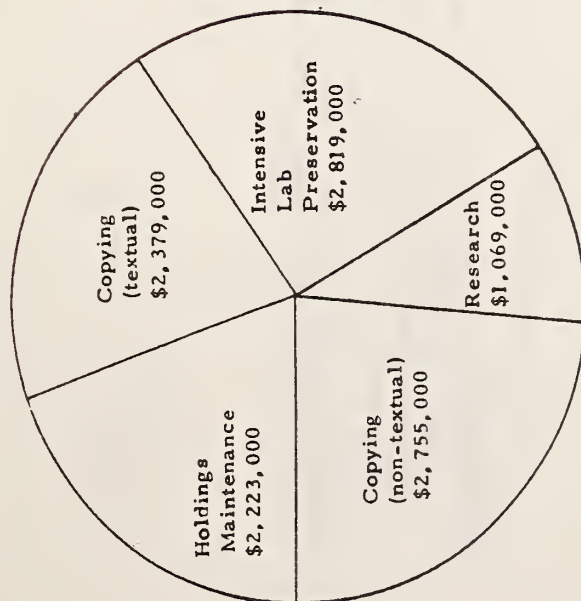 Copying
(textual)
$2,379,000
Holdings
Maintenance
$2,223,000
Intensive
Lab
Preservation
$2,819,000
Copying
(non-textual)
$2,755,000
Research
$1,069,000